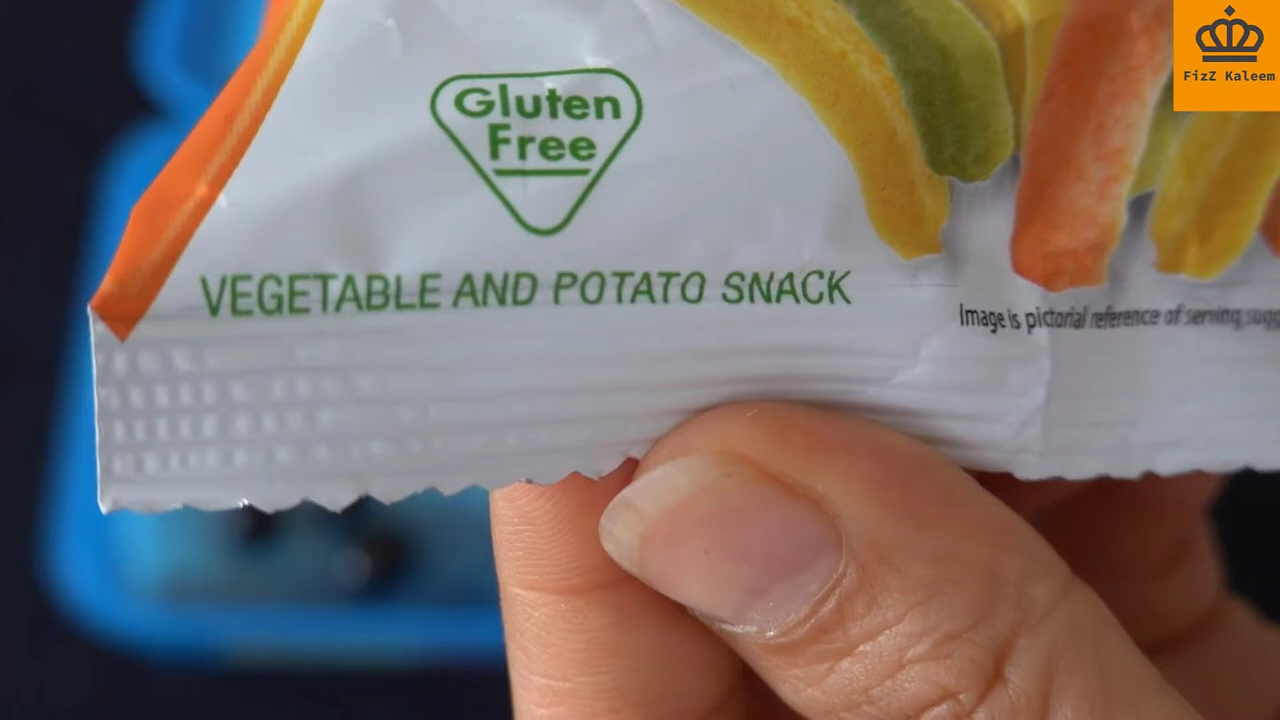 FizZ Kaleem
Gluten
Free
VEGETABLE AND POTATO SNACK
Image is pictorial reference of serving